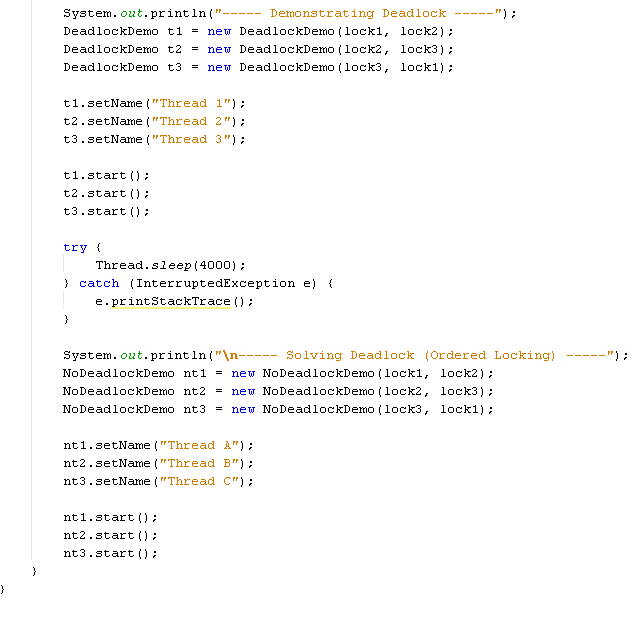 System.out.println("----- Demonstrating Deadlock -----");
DeadlockDemo t1 = new DeadlockDemo(lock1, lock2);
DeadlockDemo t2 = new DeadlockDemo(lock2, lock3);
DeadlockDemo t3 = new DeadlockDemo(lock3, lock1);
t1.setName("Thread 1");
t2.setName("Thread 2");
t3.setName("Thread 3");
t1.start();
t2.start();
t3.start();
try {
Thread.sleep(4000);
} catch (InterruptedException e) {
e.printStackTrace();
}
System.out.println("\n----- Solving Deadlock (Ordered Locking) -----");
NoDeadlockDemo nt1 = new NoDeadlockDemo(lock1, lock2);
NoDeadlockDemo nt2 = new NoDeadlockDemo(lock2, lock3);
NoDeadlockDemo nt3 = new NoDeadlockDemo(lock3, lock1);
nt1.setName("Thread A");
nt2.setName("Thread B");
nt3.setName("Thread C");
nt1.start();
nt2.start();
nt3.start();
}
}